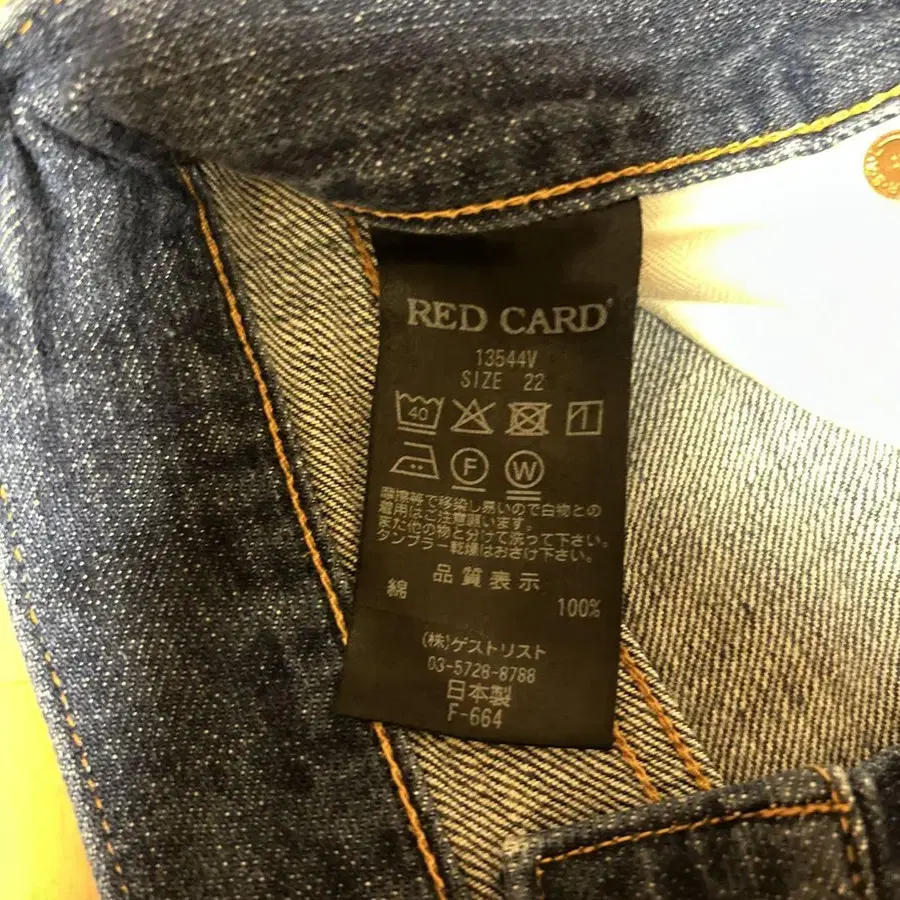 RED CARD
13544V
SIZE 22
40
F W
摩擦等で移染し易いので白物との
着用はご注意願います。
また他の物と分けて洗って下さい。
タンブラー乾燥はおさけ下さい。
品質表示
綿 100%
(株)ゲストリスト
03-5728-8788
日本製
F-664